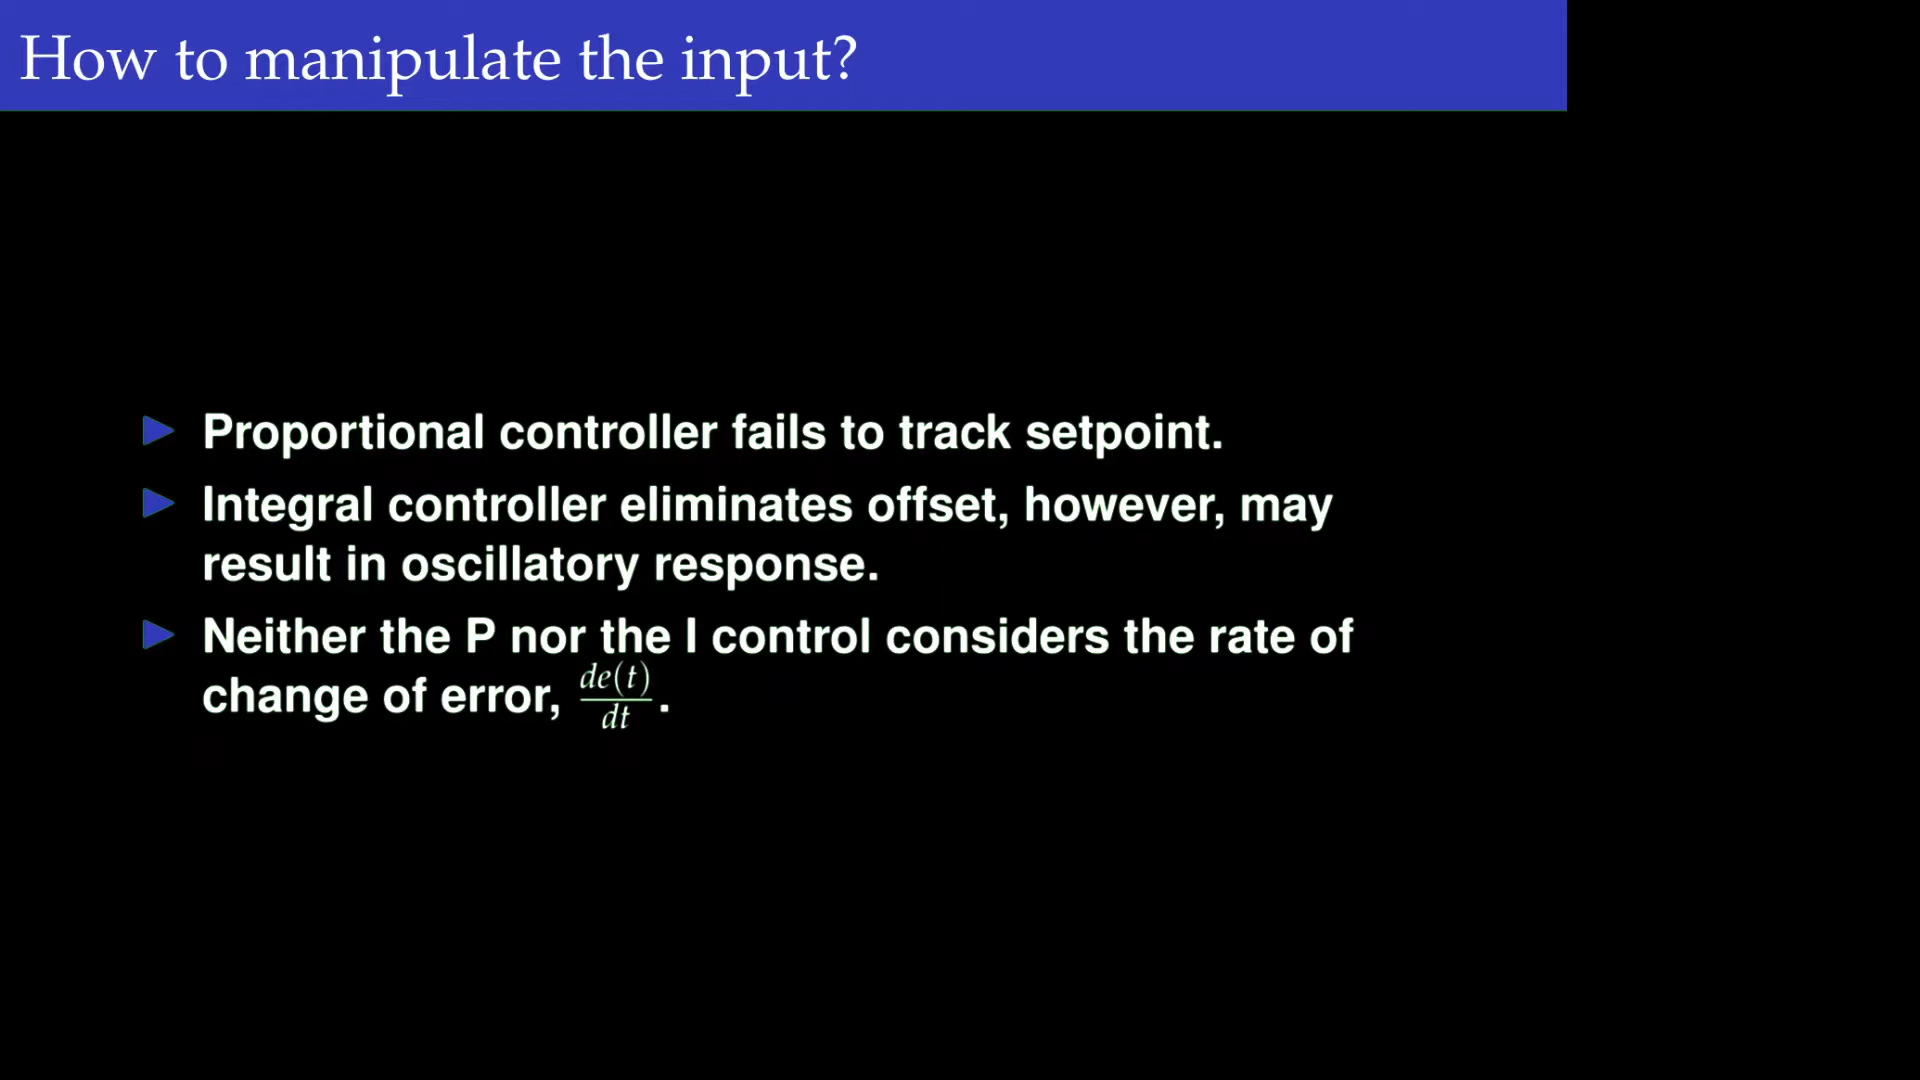 How to manipulate the input?
Proportional controller fails to track setpoint.
Integral controller eliminates offset, however, may
result in oscillatory response.
Neither the P nor the I control considers the rate of
change of error, de(t)/dt.